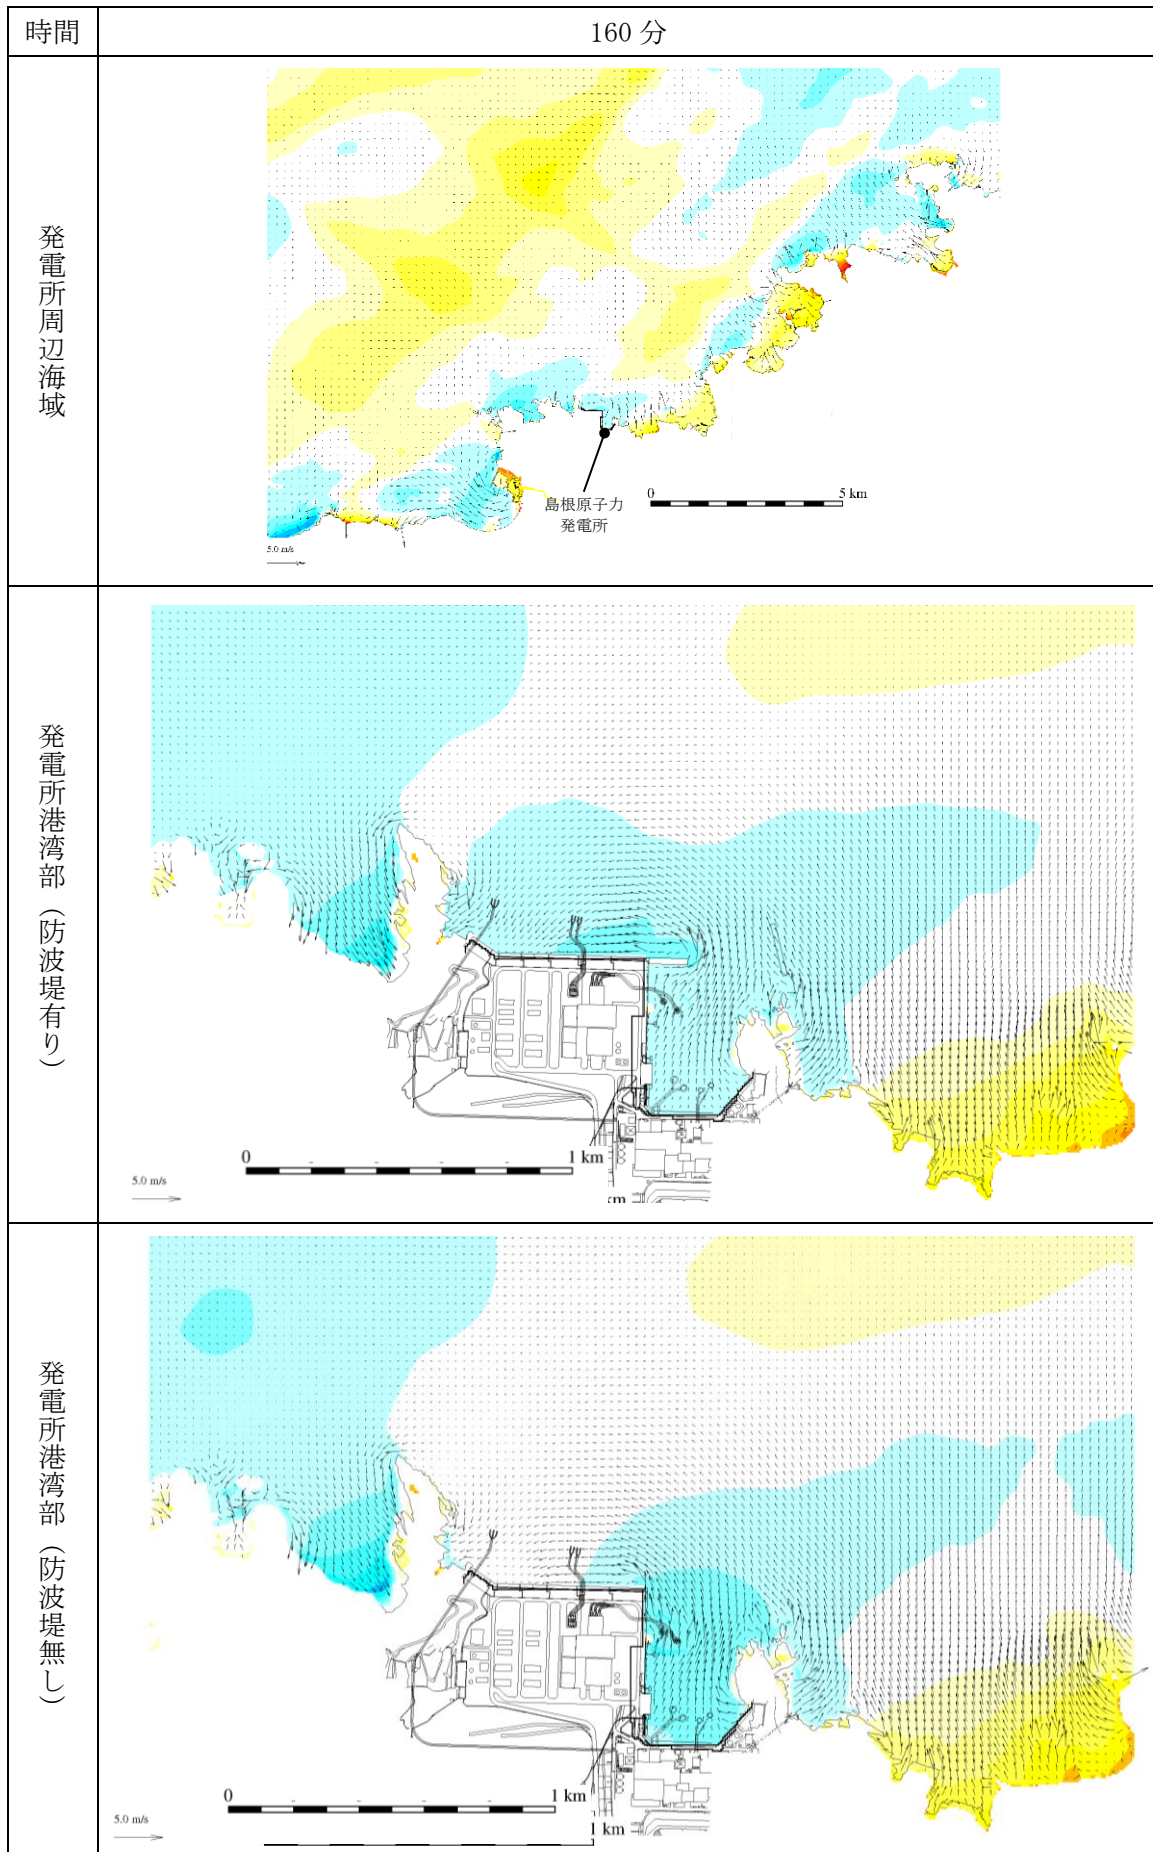 時間
160 分
発電所周辺海域
島根原子力
発電所
0
5 km
5.0 m/s
発電所港湾部（防波堤有り）
0
1 km
5.0 m/s
km
発電所港湾部（防波堤無し）
0
1 km
5.0 m/s
1 km